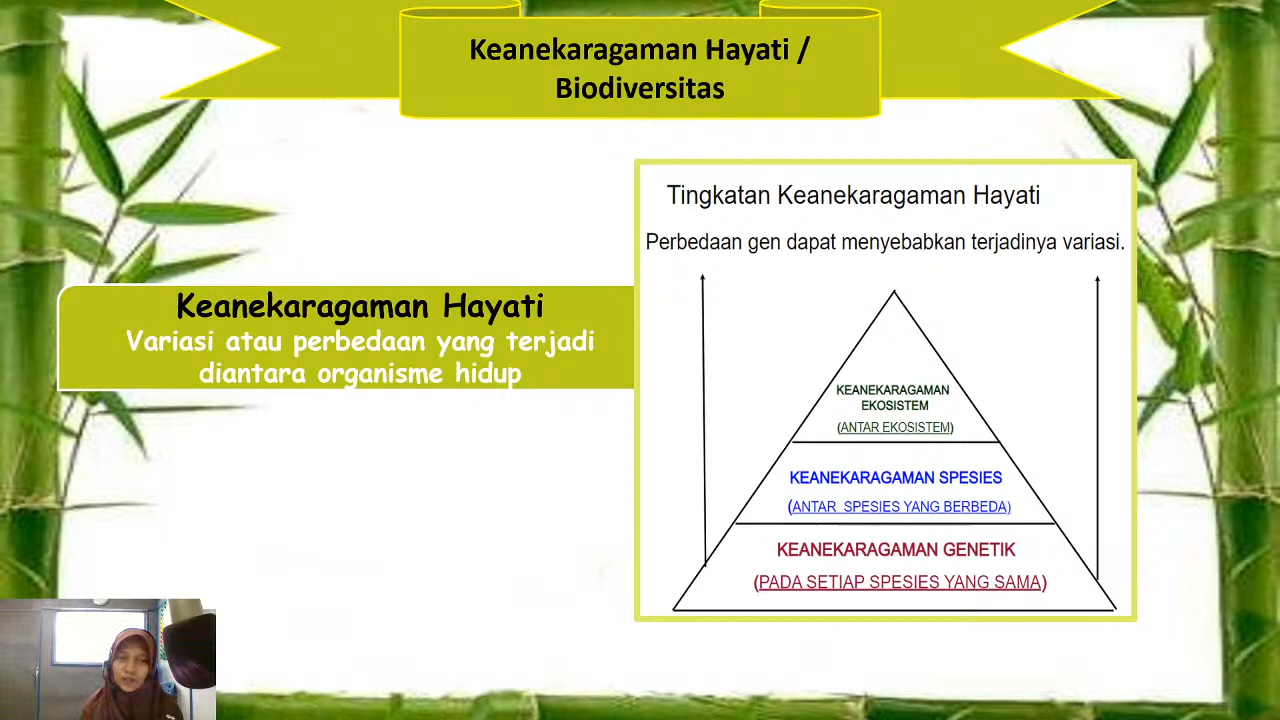 Keanekaragaman Hayati /
Biodiversitas
Keanekaragaman Hayati
Variasi atau perbedaan yang terjadi
diantara organisme hidup
Tingkatan Keanekaragaman Hayati
Perbedaan gen dapat menyebabkan terjadinya variasi.
KEANEKARAGAMAN
EKOSISTEM
(ANTAR EKOSISTEM)
KEANEKARAGAMAN SPESIES
(ANTAR SPESIES YANG BERBEDA)
KEANEKARAGAMAN GENETIK
(PADA SETIAP SPESIES YANG SAMA)